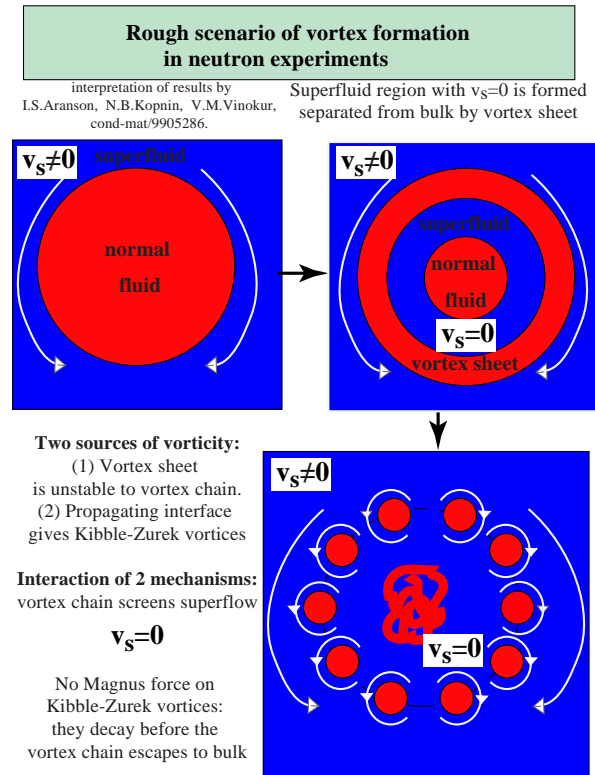 Rough scenario of vortex formation
in neutron experiments
interpretation of results by
I.S.Aranson, N.B.Kopnin, V.M.Vinokur,
cond-mat/9905286.
Superfluid region with vs=0 is formed
separated from bulk by vortex sheet
vs≠0
superfluid
normal
fluid
vs≠0
superfluid
normal
fluid
vs=0
vortex sheet
Two sources of vorticity:
(1) Vortex sheet
is unstable to vortex chain.
(2) Propagating interface
gives Kibble-Zurek vortices
Interaction of 2 mechanisms:
vortex chain screens superflow
vs=0
No Magnus force on
Kibble-Zurek vortices:
they decay before the
vortex chain escapes to bulk
vs≠0
vs=0